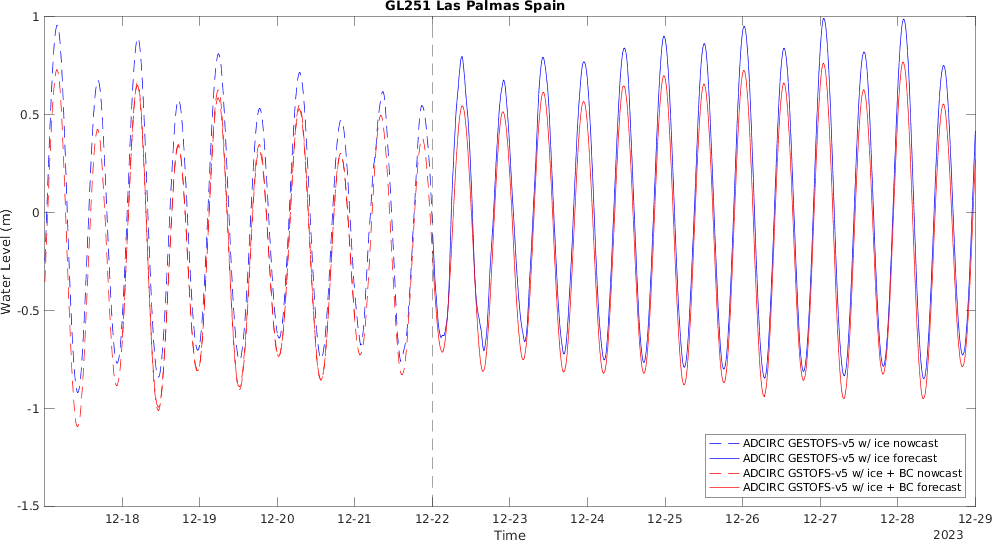 GL251 Las Palmas Spain
1
0.5
0
-0.5
-1
-1.5
Water Level (m)
ADCIRC GESTOFS-v5 w/ ice nowcast
ADCIRC GESTOFS-v5 w/ ice forecast
ADCIRC GSTOFS-v5 w/ ice + BC nowcast
ADCIRC GSTOFS-v5 w/ ice + BC forecast
12-18 12-19 12-20 12-21 12-22 12-23 12-24 12-25 12-26 12-27 12-28 12-29
Time
2023